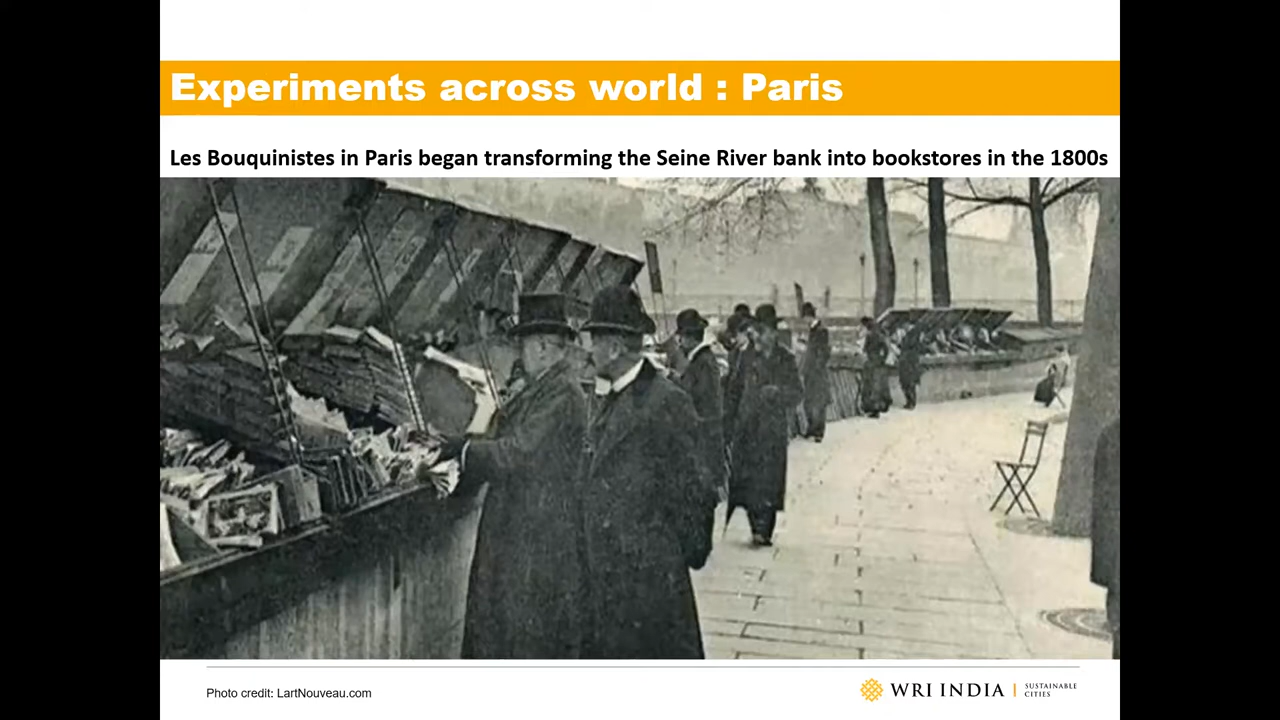 Experiments across world : Paris
Les Bouquinistes in Paris began transforming the Seine River bank into bookstores in the 1800s
Photo credit: LartNouveau.com
WRI INDIA | SUSTAINABLE
CITIES